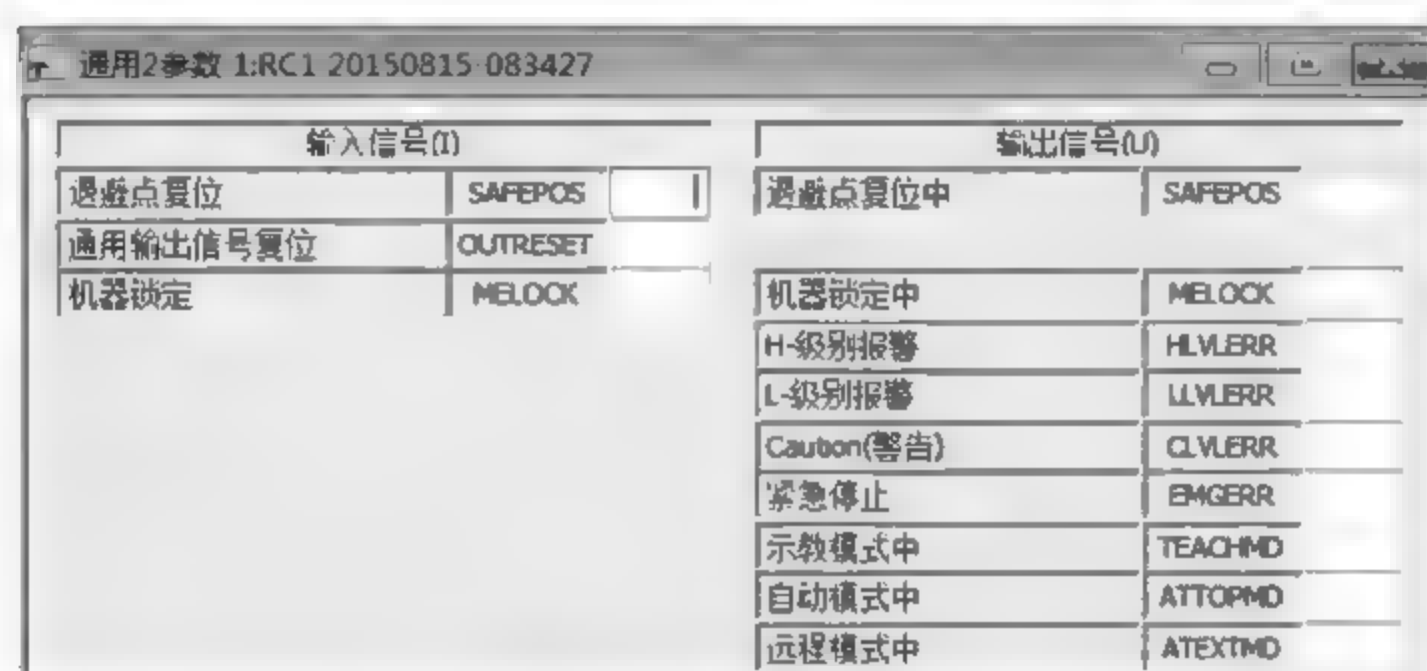 通用2参数 1:RC1 20150815-083427
输入信号(I)
退避点复位 SAFEPOS
通用输出信号复位 OUTRESET
机器锁定 MELOCK
输出信号(U)
退避点复位中 SAFEPOS
机器锁定中 MELOCK
H-级别报警 HLVLERR
L-级别报警 LLVLERR
Caution(警告) CLVLERR
紧急停止 EMGERR
示教模式中 TEACHMD
自动模式中 ATTOPMD
远程模式中 ATEXTMD